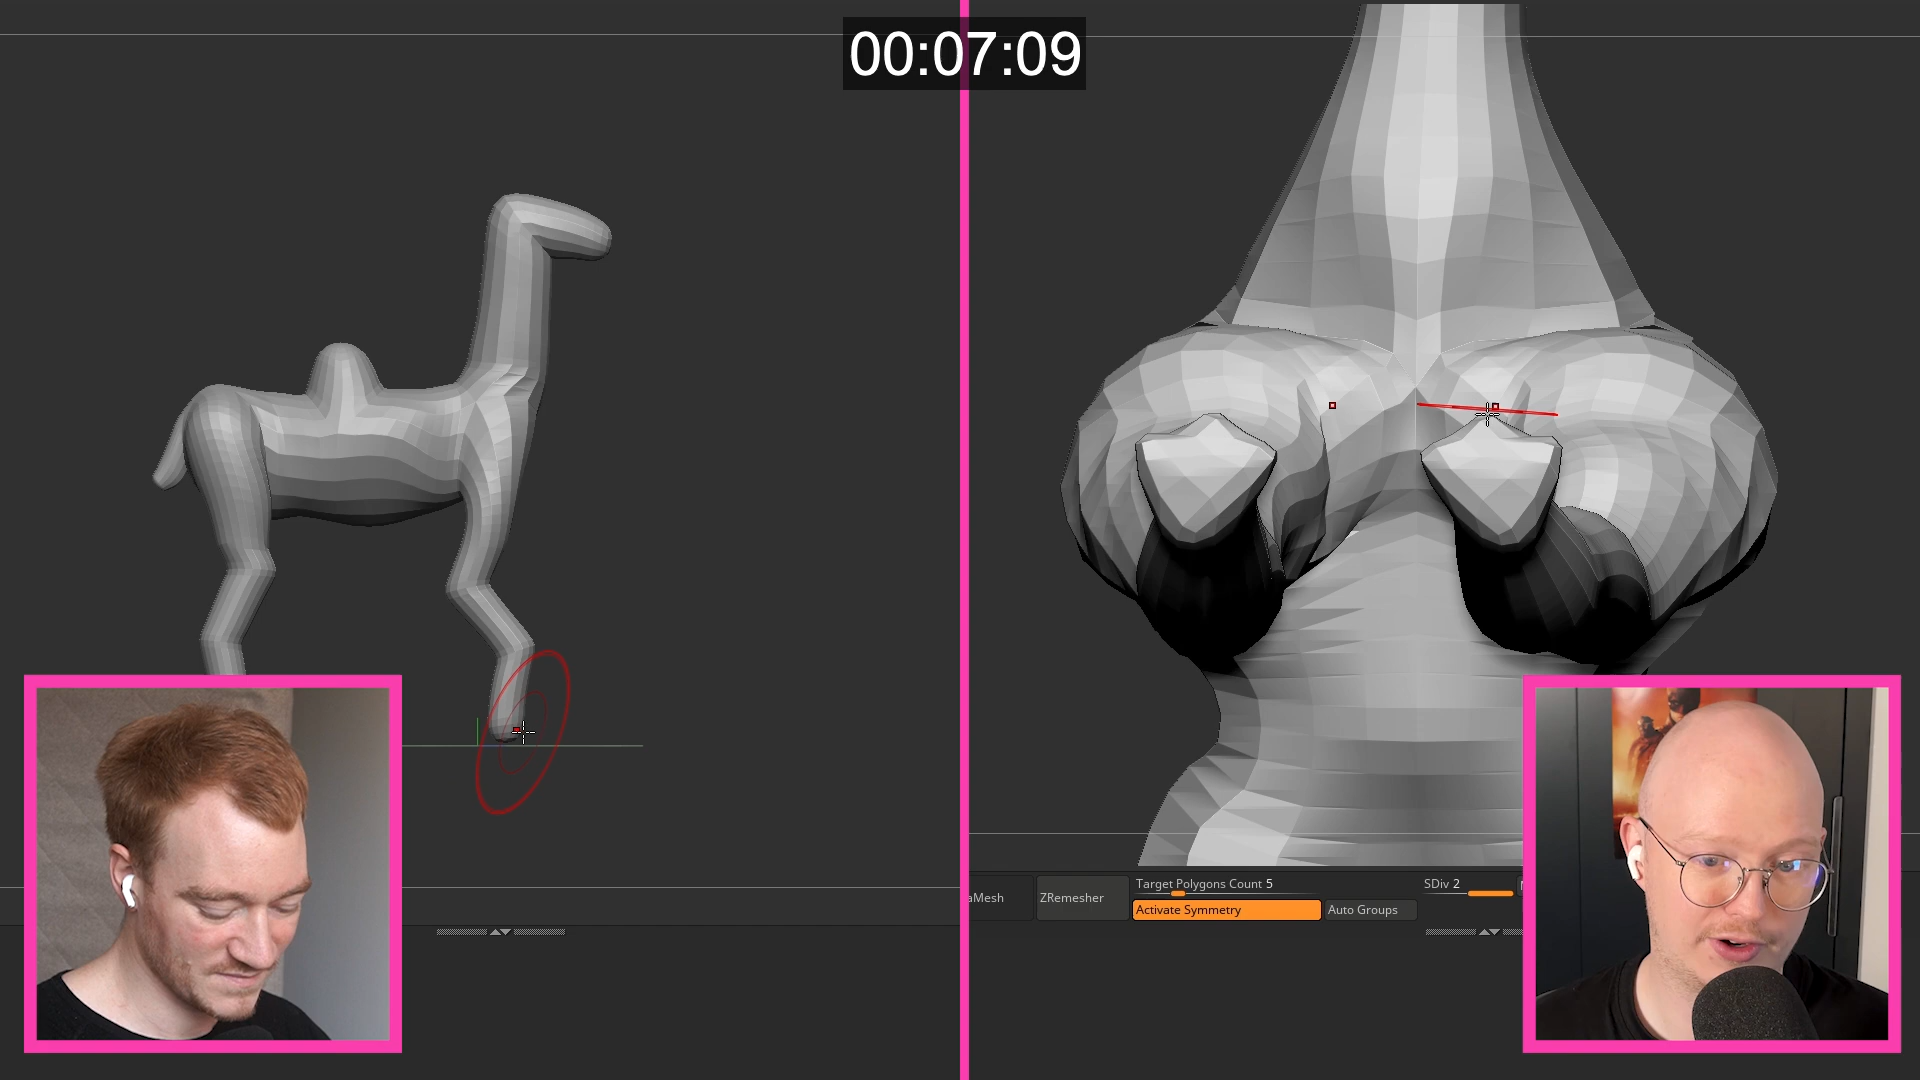 00:07:09
aMesh
ZRemesher
Target Polygons Count 5
SDiv 2
Activate Symmetry
Auto Groups